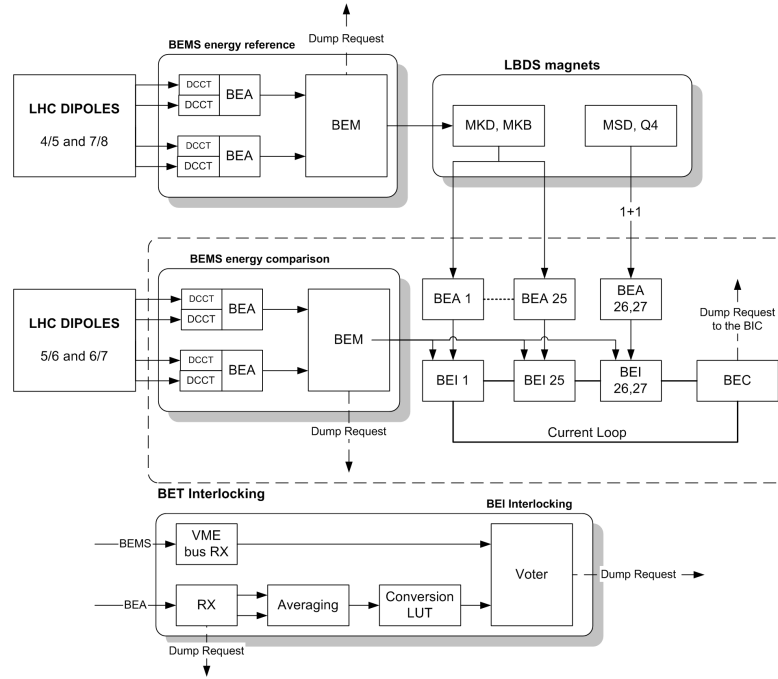 Dump Request
BEMS energy reference
LBDS magnets
LHC DIPOLES
4/5 and 7/8
DCCT
DCCT
BEA
DCCT
DCCT
BEA
BEM
MKD, MKB
MSD, Q4
1+1
BEMS energy comparison
LHC DIPOLES
5/6 and 6/7
DCCT
DCCT
BEA
DCCT
DCCT
BEA
BEM
Dump Request
BEA 1
BEA 25
BEA
26,27
Dump Request
to the BIC
BEI 1
BEI 25
BEI
26,27
BEC
Current Loop
BET Interlocking
BEI Interlocking
BEMS
VME
bus RX
BEA
RX
Averaging
Conversion
LUT
Voter
Dump Request
Dump Request